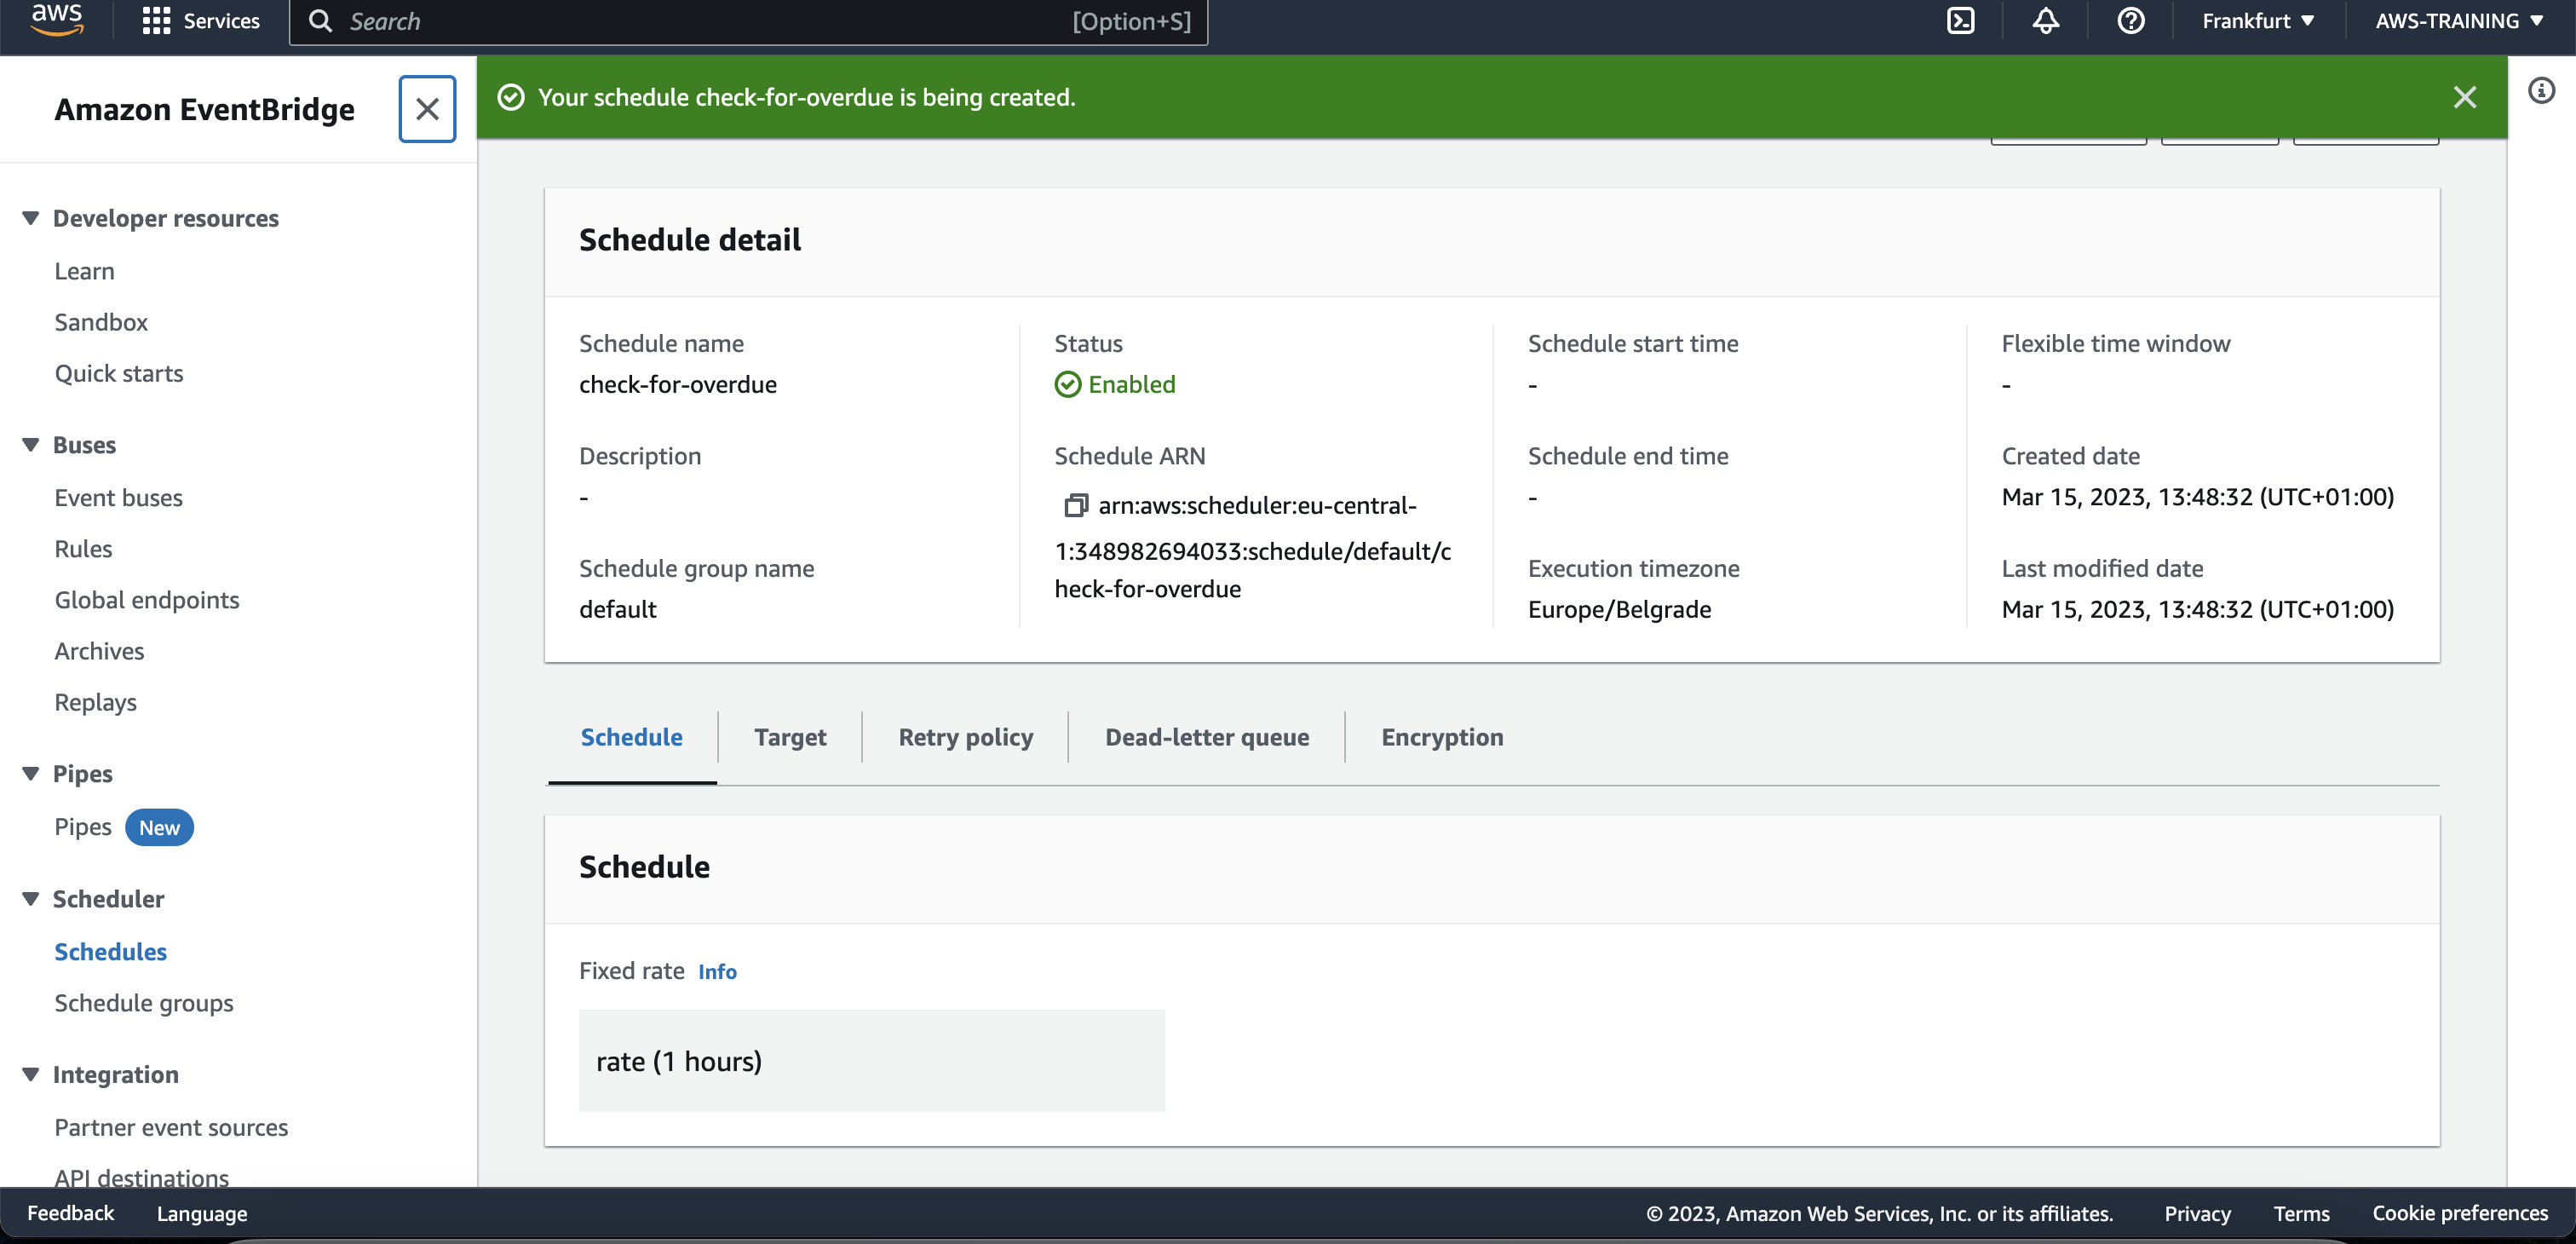 aws
Services
Search
[Option+S]
Frankfurt
AWS-TRAINING
Amazon EventBridge
Your schedule check-for-overdue is being created.
Developer resources
Learn
Sandbox
Quick starts
Buses
Event buses
Rules
Global endpoints
Archives
Replays
Pipes
Pipes New
Scheduler
Schedules
Schedule groups
Integration
Partner event sources
API destinations
Schedule detail
Schedule name
check-for-overdue
Description
-
Schedule group name
default
Status
Enabled
Schedule ARN
arn:aws:scheduler:eu-central-
1:348982694033:schedule/default/c
heck-for-overdue
Schedule start time
-
Schedule end time
-
Execution timezone
Europe/Belgrade
Flexible time window
-
Created date
Mar 15, 2023, 13:48:32 (UTC+01:00)
Last modified date
Mar 15, 2023, 13:48:32 (UTC+01:00)
Schedule
Target
Retry policy
Dead-letter queue
Encryption
Schedule
Fixed rate Info
rate (1 hours)
Feedback
Language
© 2023, Amazon Web Services, Inc. or its affiliates.
Privacy
Terms
Cookie preferences